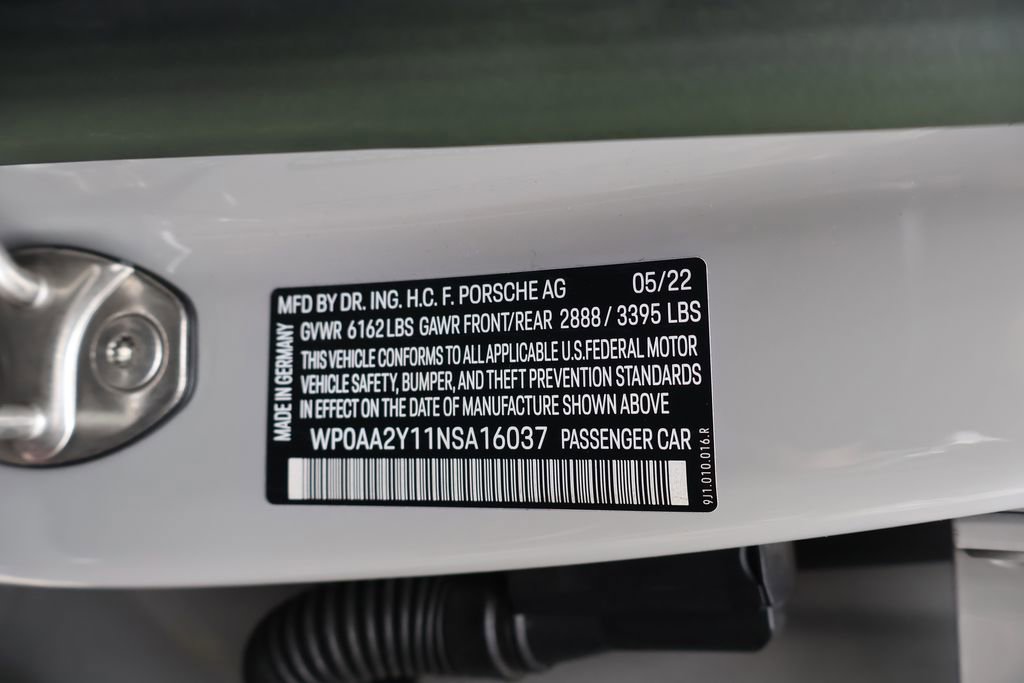 MFD BY DR. ING. H.C. F. PORSCHE AG 05/22
GVWR 6162 LBS GAWR FRONT/REAR 2888 / 3395 LBS
THIS VEHICLE CONFORMS TO ALL APPLICABLE U.S. FEDERAL MOTOR
VEHICLE SAFETY, BUMPER, AND THEFT PREVENTION STANDARDS
IN EFFECT ON THE DATE OF MANUFACTURE SHOWN ABOVE
WP0AA2Y11NSA16037 PASSENGER CAR
MADE IN GERMANY
9J1.010.016.R